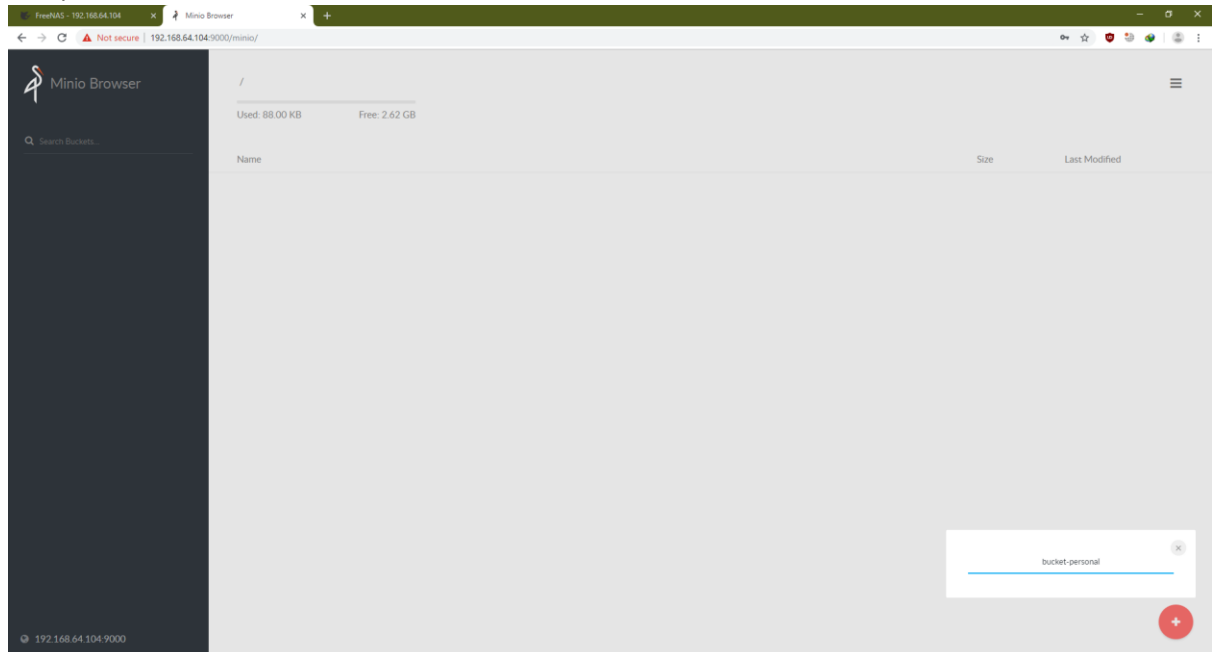 FreeNAS - 192.168.64.104
Minio Browser
Not secure | 192.168.64.104:9000/minio/
Minio Browser
/
Used: 88.00 KB Free: 2.62 GB
Search Buckets...
Name Size Last Modified
bucket-personal
192.168.64.104:9000